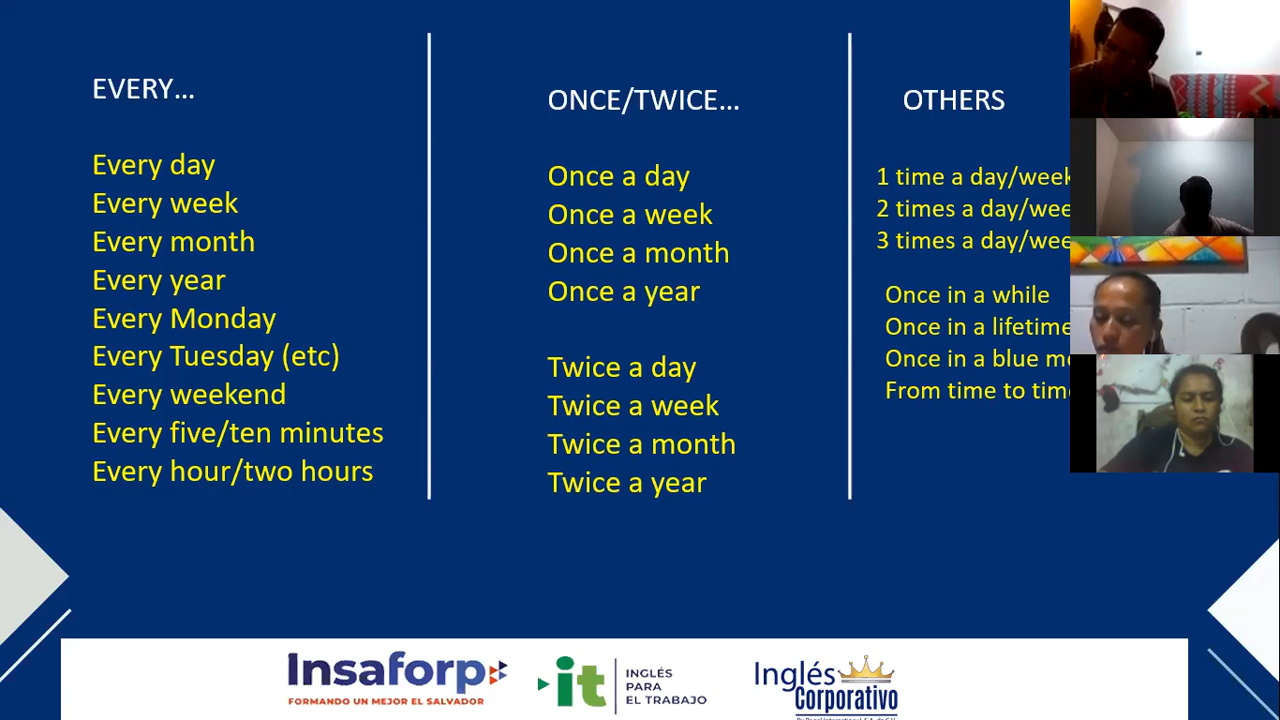 EVERY...
Every day
Every week
Every month
Every year
Every Monday
Every Tuesday (etc)
Every weekend
Every five/ten minutes
Every hour/two hours
ONCE/TWICE...
Once a day
Once a week
Once a month
Once a year
Twice a day
Twice a week
Twice a month
Twice a year
OTHERS
1 time a day/week
2 times a day/wee
3 times a day/wee
Once in a while
Once in a lifetime
Once in a blue m
From time to tim
Insaforp
FORMANDO UN MEJOR EL SALVADOR
it
INGLÉS
PARA
EL TRABAJO
Inglés
Corporativo